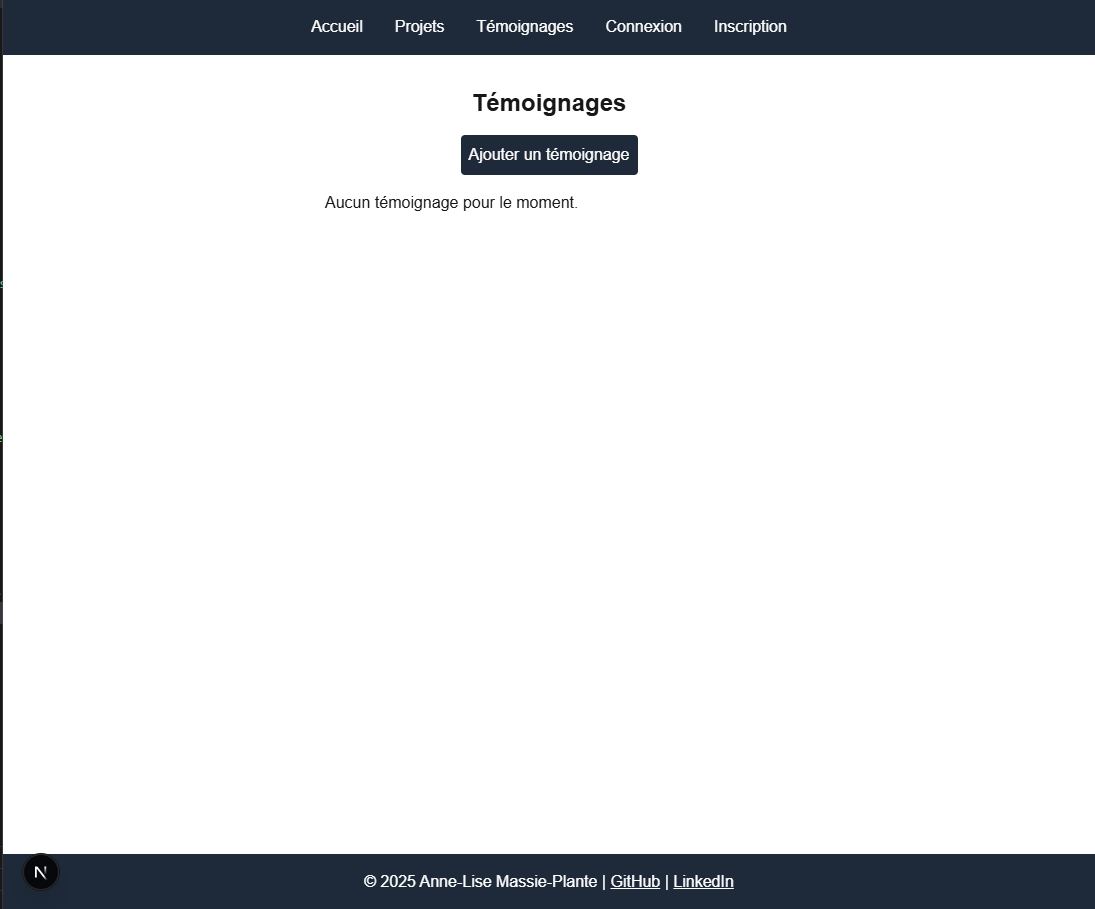 Accueil Projets Témoignages Connexion Inscription
Témoignages
Ajouter un témoignage
Aucun témoignage pour le moment.
N
© 2025 Anne-Lise Massie-Plante | GitHub | LinkedIn